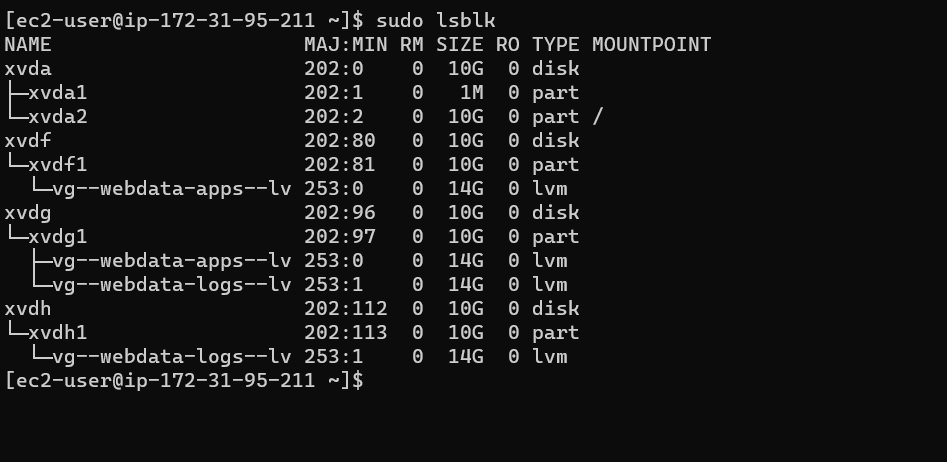 [ec2-user@ip-172-31-95-211 ~]$ sudo lsblk
NAME                     MAJ:MIN RM SIZE RO TYPE MOUNTPOINT
xvda                     202:0    0  10G  0 disk
├─xvda1                  202:1    0   1M  0 part
└─xvda2                  202:2    0  10G  0 part /
xvdf                     202:80   0  10G  0 disk
└─xvdf1                  202:81   0  10G  0 part
  └─vg--webdata-apps--lv 253:0    0  14G  0 lvm
xvdg                     202:96   0  10G  0 disk
└─xvdg1                  202:97   0  10G  0 part
  ├─vg--webdata-apps--lv 253:0    0  14G  0 lvm
  └─vg--webdata-logs--lv 253:1    0  14G  0 lvm
xvdh                     202:112  0  10G  0 disk
└─xvdh1                  202:113  0  10G  0 part
  └─vg--webdata-logs--lv 253:1    0  14G  0 lvm
[ec2-user@ip-172-31-95-211 ~]$